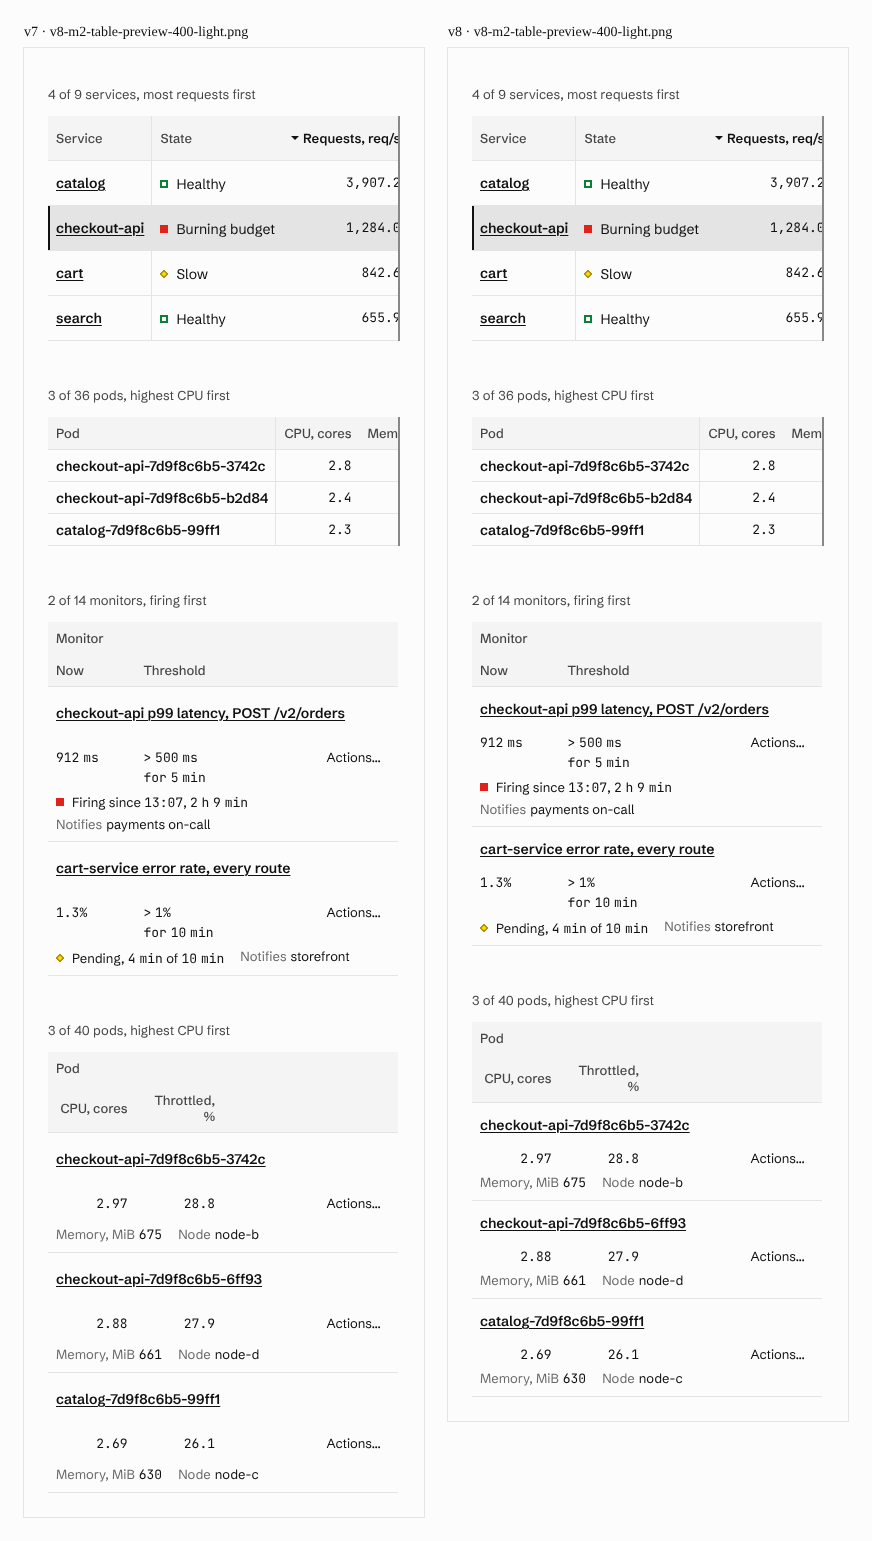 v7 · v8-m2-table-preview-400-light.png
4 of 9 services, most requests first
Service State Requests, req/s
catalog Healthy 3,907.2
checkout-api Burning budget 1,284.0
cart Slow 842.6
search Healthy 655.9
3 of 36 pods, highest CPU first
Pod CPU, cores Mem
checkout-api-7d9f8c6b5-3742c 2.8
checkout-api-7d9f8c6b5-b2d84 2.4
catalog-7d9f8c6b5-99ff1 2.3
2 of 14 monitors, firing first
Monitor
Now Threshold
checkout-api p99 latency, POST /v2/orders
912 ms > 500 ms Actions...
for 5 min
Firing since 13:07, 2 h 9 min
Notifies payments on-call
cart-service error rate, every route
1.3% > 1% Actions...
for 10 min
Pending, 4 min of 10 min Notifies storefront
3 of 40 pods, highest CPU first
Pod
CPU, cores Throttled,
%
checkout-api-7d9f8c6b5-3742c
2.97 28.8 Actions...
Memory, MiB 675 Node node-b
checkout-api-7d9f8c6b5-6ff93
2.88 27.9 Actions...
Memory, MiB 661 Node node-d
catalog-7d9f8c6b5-99ff1
2.69 26.1 Actions...
Memory, MiB 630 Node node-c
v8 · v8-m2-table-preview-400-light.png
4 of 9 services, most requests first
Service State Requests, req/s
catalog Healthy 3,907.2
checkout-api Burning budget 1,284.0
cart Slow 842.6
search Healthy 655.9
3 of 36 pods, highest CPU first
Pod CPU, cores Mem
checkout-api-7d9f8c6b5-3742c 2.8
checkout-api-7d9f8c6b5-b2d84 2.4
catalog-7d9f8c6b5-99ff1 2.3
2 of 14 monitors, firing first
Monitor
Now Threshold
checkout-api p99 latency, POST /v2/orders
912 ms > 500 ms Actions...
for 5 min
Firing since 13:07, 2 h 9 min
Notifies payments on-call
cart-service error rate, every route
1.3% > 1% Actions...
for 10 min
Pending, 4 min of 10 min Notifies storefront
3 of 40 pods, highest CPU first
Pod
CPU, cores Throttled,
%
checkout-api-7d9f8c6b5-3742c
2.97 28.8 Actions...
Memory, MiB 675 Node node-b
checkout-api-7d9f8c6b5-6ff93
2.88 27.9 Actions...
Memory, MiB 661 Node node-d
catalog-7d9f8c6b5-99ff1
2.69 26.1 Actions...
Memory, MiB 630 Node node-c